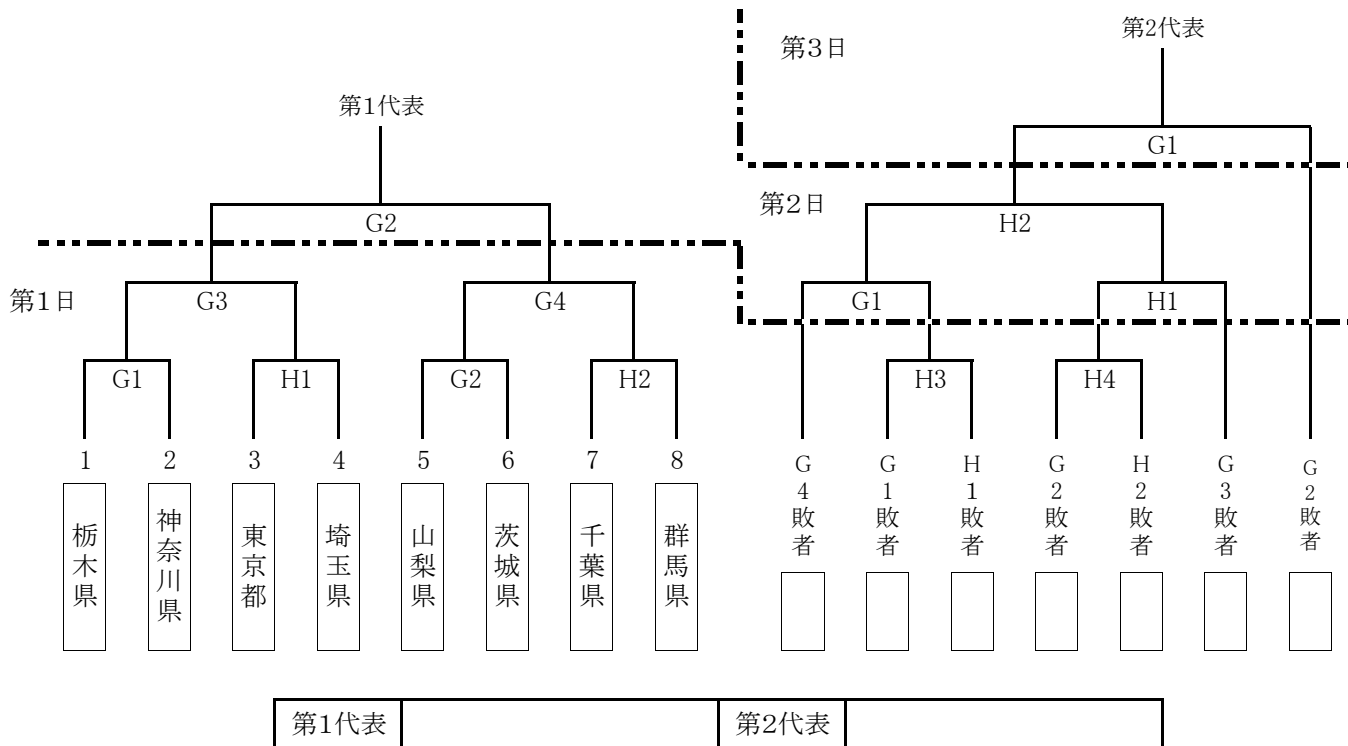 第3日
第2代表
第1代表
G1
第2日
G2
H2
第1日
G3
G4
G1
H1
G1
H1
G2
H2
H3
H4
1 2 3 4 5 6 7 8
栃木県
神奈川県
東京都
埼玉県
山梨県
茨城県
千葉県
群馬県
G4敗者
G1敗者
H1敗者
G2敗者
H2敗者
G3敗者
G2敗者
第1代表 第2代表